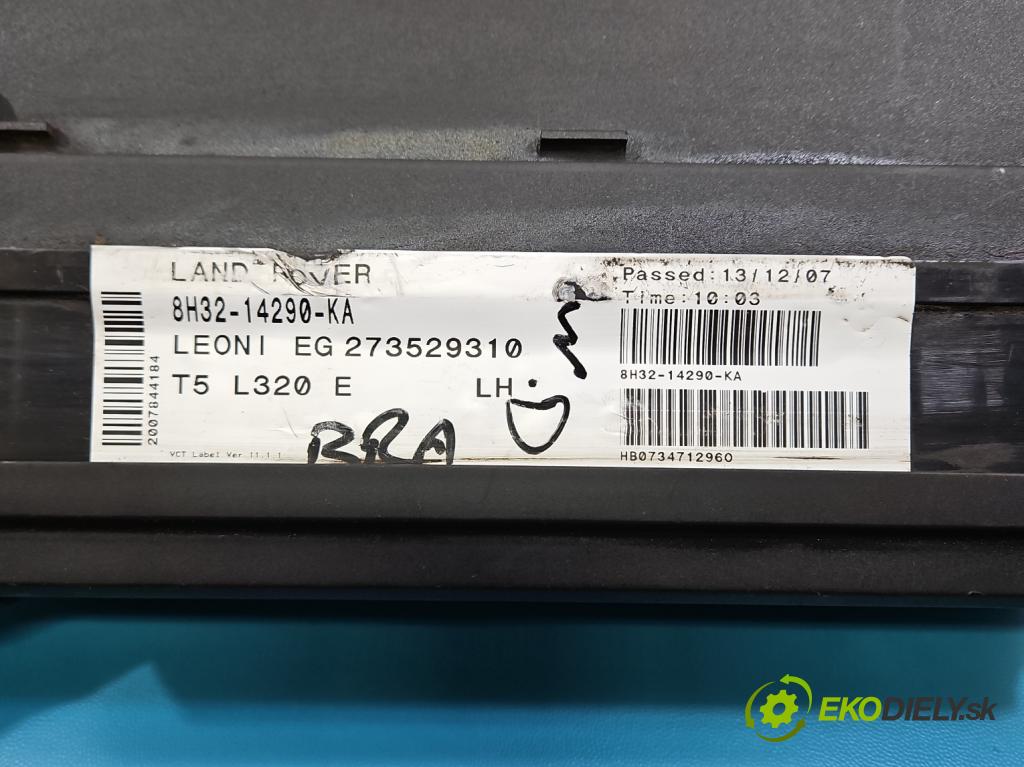 LAND ROVER
8H32-14290-KA
LEONI EG 273529310
T5 L320 E LH
VCT Label Ver 11.1.1
2007844184
RRA
Passed:13/12/07
Time:10:03
8H32-14290-KA
HB0734712960
EKODIELY.sk